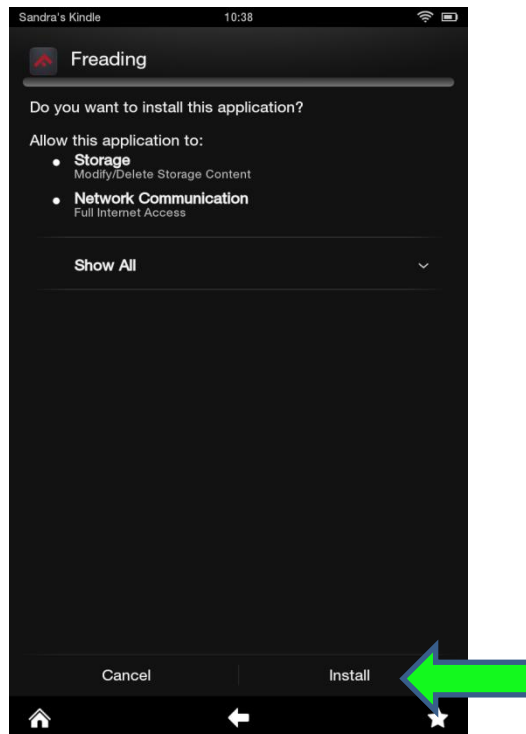 Sandra's Kindle 10:38
Freading
Do you want to install this application?
Allow this application to:
Storage
Modify/Delete Storage Content
Network Communication
Full Internet Access
Show All
Cancel Install